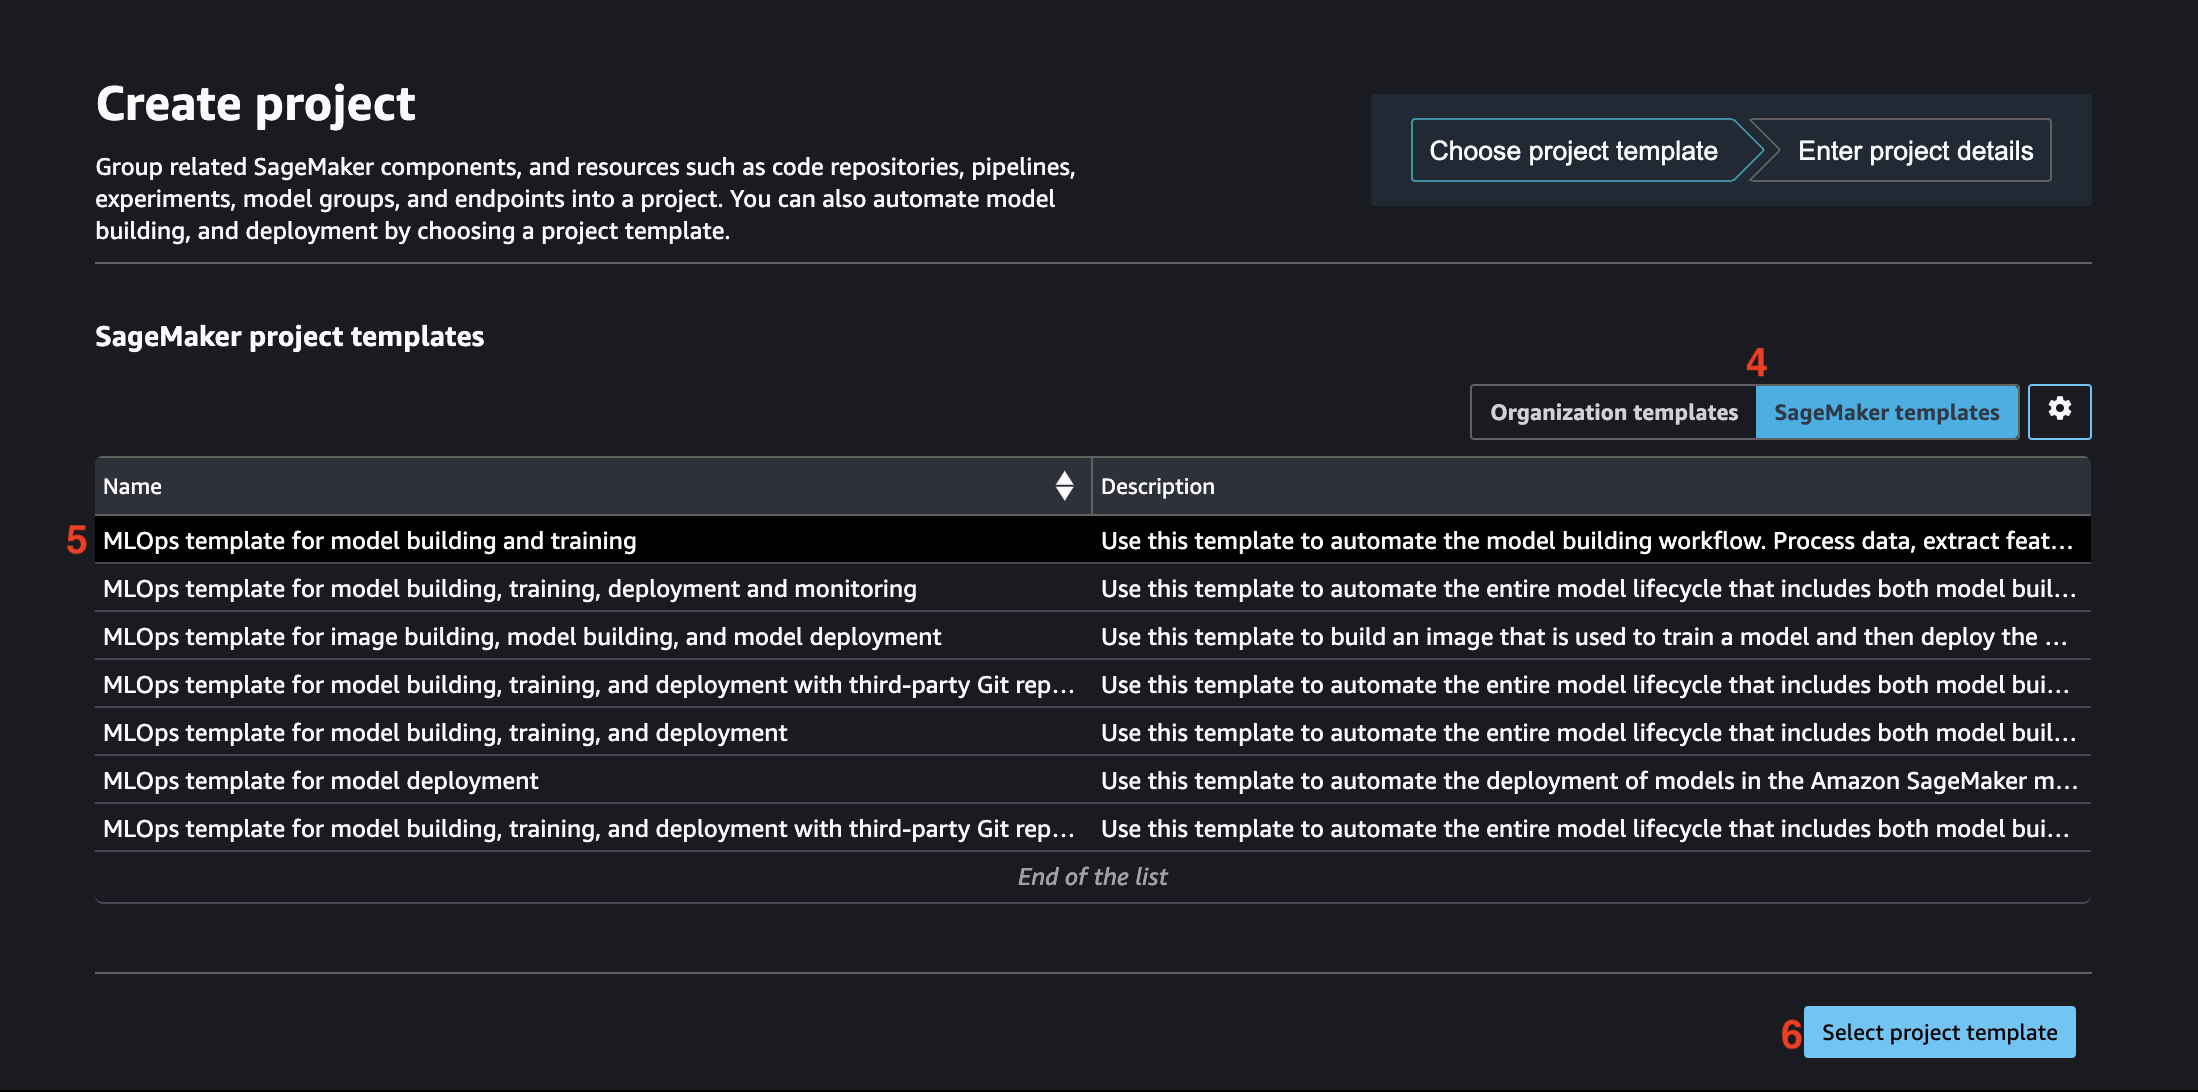 Create project
Group related SageMaker components, and resources such as code repositories, pipelines,
experiments, model groups, and endpoints into a project. You can also automate model
building, and deployment by choosing a project template.
Choose project template
Enter project details
SageMaker project templates
4
Organization templates
SageMaker templates
Name
Description
5
MLOps template for model building and training
Use this template to automate the model building workflow. Process data, extract feat...
MLOps template for model building, training, deployment and monitoring
Use this template to automate the entire model lifecycle that includes both model buil...
MLOps template for image building, model building, and model deployment
Use this template to build an image that is used to train a model and then deploy the ...
MLOps template for model building, training, and deployment with third-party Git rep...
Use this template to automate the entire model lifecycle that includes both model bui...
MLOps template for model building, training, and deployment
Use this template to automate the entire model lifecycle that includes both model buil...
MLOps template for model deployment
Use this template to automate the deployment of models in the Amazon SageMaker m...
MLOps template for model building, training, and deployment with third-party Git rep...
Use this template to automate the entire model lifecycle that includes both model bui...
End of the list
6
Select project template